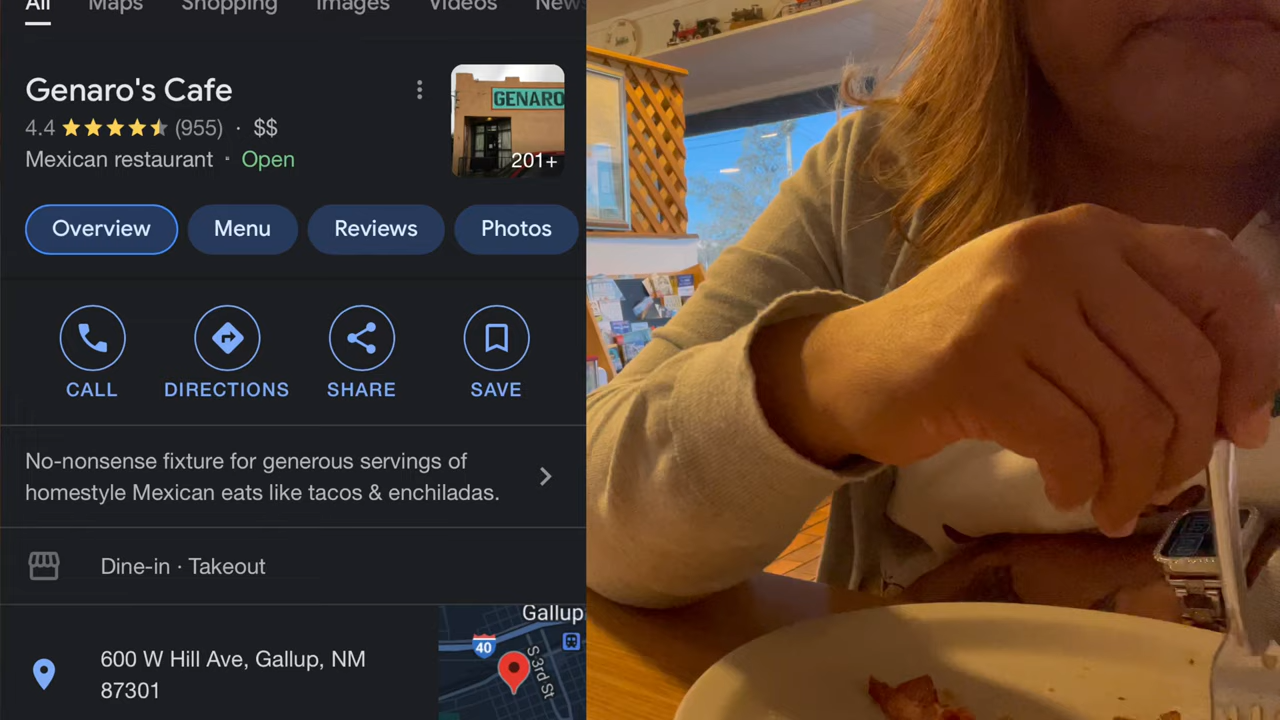 All Maps Shopping Images Videos News
Genaro's Cafe
4.4 (955) · $$
Mexican restaurant · Open
GENARO
201+
Overview Menu Reviews Photos
CALL DIRECTIONS SHARE SAVE
No-nonsense fixture for generous servings of
homestyle Mexican eats like tacos & enchiladas.
Dine-in · Takeout
600 W Hill Ave, Gallup, NM
87301
Gallup
40
S 3rd St